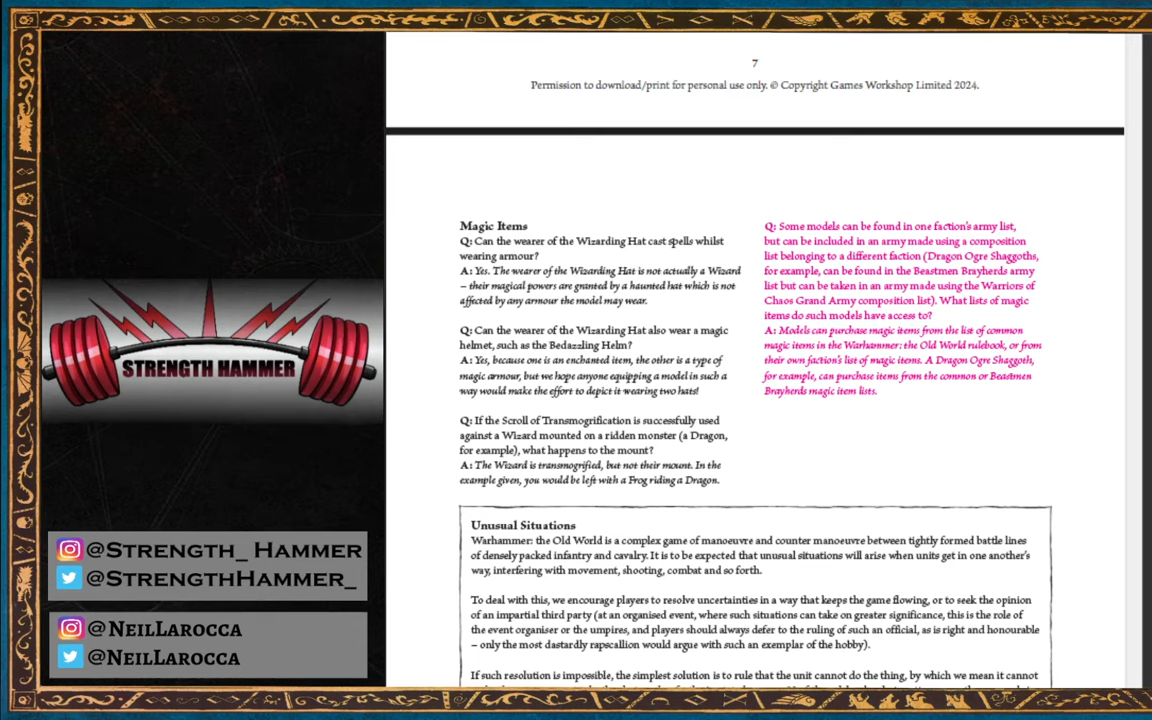 STRENGTH HAMMER
@STRENGTH_HAMMER
@STRENGTHHAMMER_
@NEILLAROCCA
@NEILLAROCCA
7
Permission to download/print for personal use only. © Copyright Games Workshop Limited 2024.
Magic Items
Q: Can the wearer of the Wizarding Hat cast spells whilst
wearing armour?
A: Yes. The wearer of the Wizarding Hat is not actually a Wizard
– their magical powers are granted by a haunted hat which is not
affected by any armour the model may wear.
Q: Can the wearer of the Wizarding Hat also wear a magic
helmet, such as the Bedazzling Helm?
A: Yes, because one is an enchanted item, the other is a type of
magic armour, but we hope anyone equipping a model in such a
way would make the effort to depict it wearing two hats!
Q: If the Scroll of Transmogrification is successfully used
against a Wizard mounted on a ridden monster (a Dragon,
for example), what happens to the mount?
A: The Wizard is transmogrified, but not their mount. In the
example given, you would be left with a Frog riding a Dragon.
Q: Some models can be found in one faction's army list,
but can be included in an army made using a composition
list belonging to a different faction (Dragon Ogre Shaggoths,
for example, can be found in the Beastmen Brayherds army
list but can be taken in an army made using the Warriors of
Chaos Grand Army composition list). What lists of magic
items do such models have access to?
A: Models can purchase magic items from the list of common
magic items in the Warhammer: the Old World rulebook, or from
their own faction's list of magic items. A Dragon Ogre Shaggoth,
for example, can purchase items from the common or Beastmen
Brayherds magic item lists.
Unusual Situations
Warhammer: the Old World is a complex game of manoeuvre and counter manoeuvre between tightly formed battle lines
of densely packed infantry and cavalry. It is to be expected that unusual situations will arise when units get in one another's
way, interfering with movement, shooting, combat and so forth.
To deal with this, we encourage players to resolve uncertainties in a way that keeps the game flowing, or to seek the opinion
of an impartial third party (at an organised event, where such situations can take on greater significance, this is the role of
the event organiser or the umpires, and players should always defer to the ruling of such an official, as is right and honourable
– only the most dastardly rapscallion would argue with such an exemplar of the hobby).
If such resolution is impossible, the simplest solution is to rule that the unit cannot do the thing, by which we mean it cannot